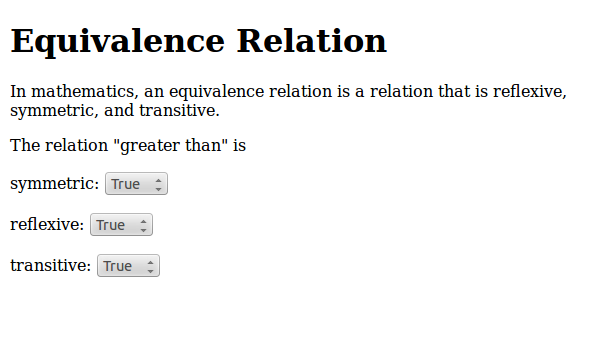 Equivalence Relation
In mathematics, an equivalence relation is a relation that is reflexive,
symmetric, and transitive.
The relation "greater than" is
symmetric: True
reflexive: True
transitive: True